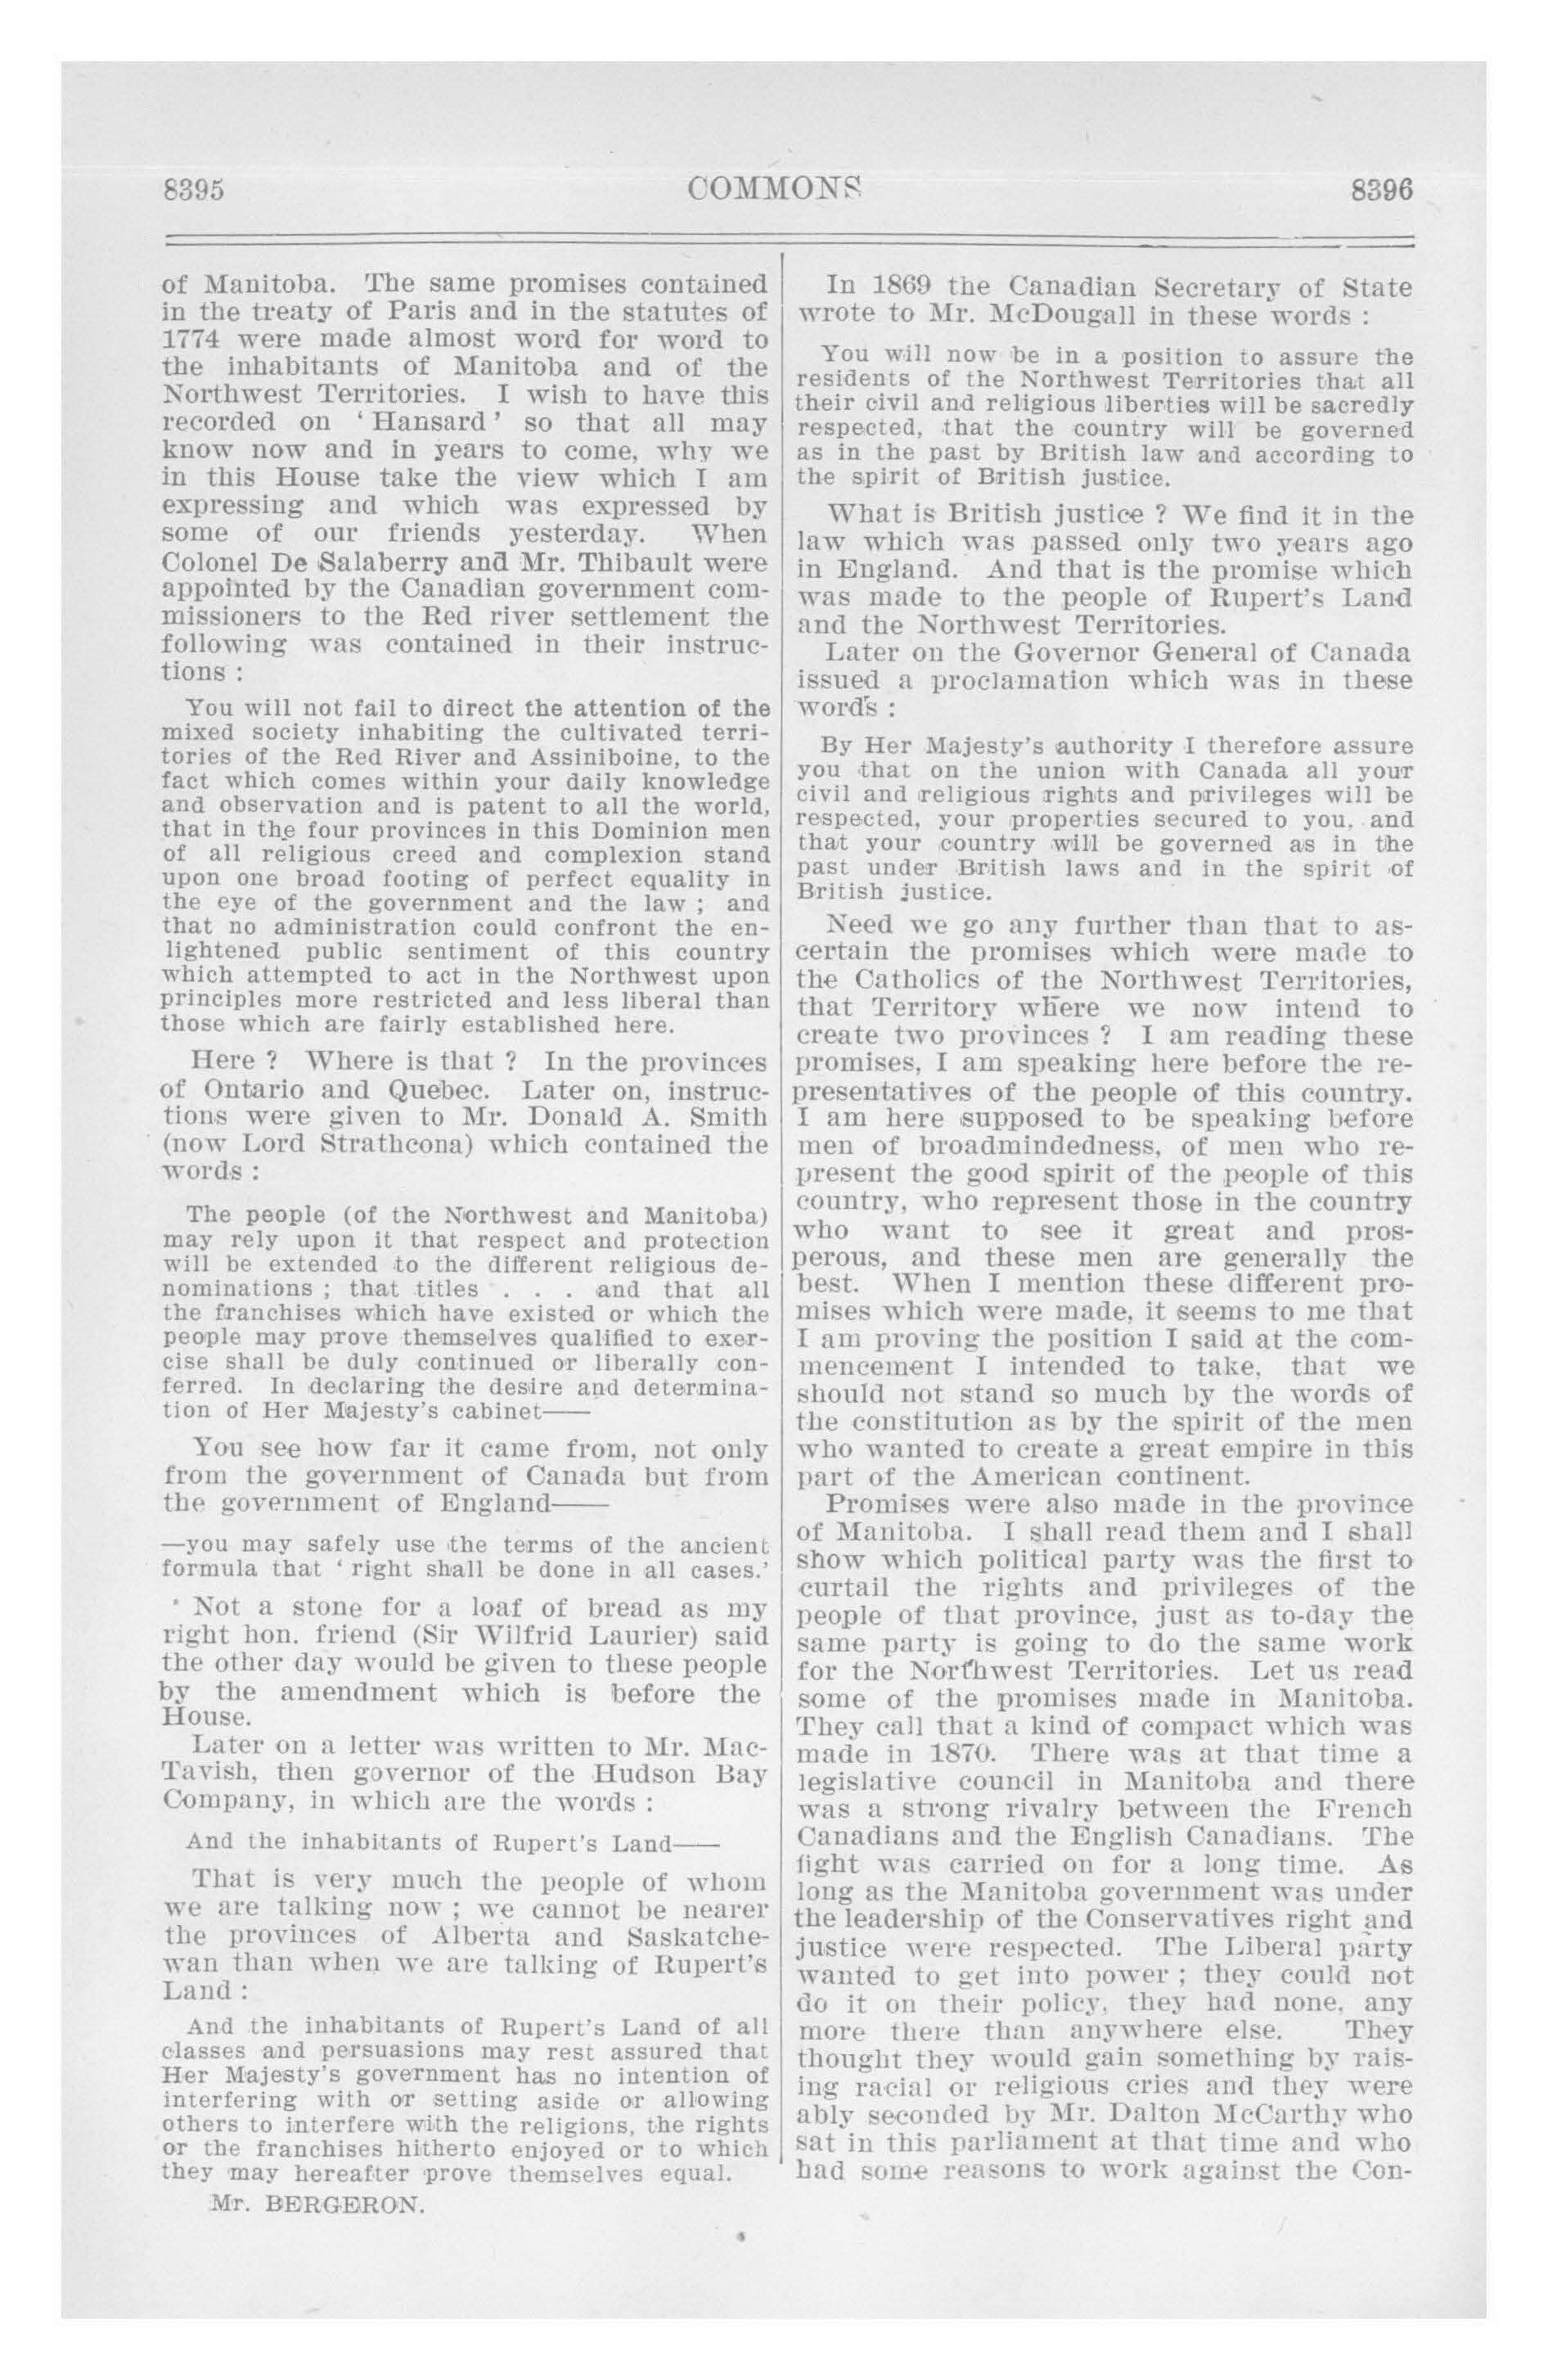 8395
COMMONS
8396
of Manitoba. The same promises contained
in the treaty of Paris and in the statutes of
1774 were made almost word for word to
the inhabitants of Manitoba and of the
Northwest Territories. I wish to have this
recorded on ‘ Hansard ’ so that all may
know now and in years to come, why we
in this House take the view which I am
expressing and which was expressed by
some of our friends yesterday. When
Colonel De Salaberry and Mr. Thibault were
appointed by the Canadian government com-
missioners to the Red river settlement the
following was contained in their instruc-
tions :
You will not fail to direct the attention of the
mixed society inhabiting the cultivated terri-
tories of the Red River and Assiniboine, to the
fact which comes within your daily knowledge
and observation and is patent to all the world,
that in the four provinces in this Dominion men
of all religious creed and complexion stand
upon one broad footing of perfect equality in
the eye of the government and the law ; and
that no administration could confront the en-
lightened public sentiment of this country
which attempted to act in the Northwest upon
principles more restricted and less liberal than
those which are fairly established here.
Here ? Where is that ? In the provinces
of Ontario and Quebec. Later on, instruc-
tions were given to Mr. Donald A. Smith
(now Lord Strathcona) which contained the
words :
The people (of the Northwest and Manitoba)
may rely upon it that respect and protection
will be extended to the different religious de-
nominations ; that titles . . . and that all
the franchises which have existed or which the
people may prove themselves qualified to exer-
cise shall be duly continued or liberally con-
ferred. In declaring the desire and determina-
tion of Her Majesty's cabinet——
You see how far it came from, not only
from the government of Canada but from
the government of England——
—you may safely use the terms of the ancient
formula that ‘ right shall be done in all cases.’
Not a stone for a loaf of bread as my
right hon. friend (Sir Wilfrid Laurier) said
the other day would be given to these people
by the amendment which is before the
House.
Later on a letter was written to Mr. Mac-
Tavish, then governor of the Hudson Bay
Company, in which are the words :
And the inhabitants of Rupert's Land——
That is very much the people of whom
we are talking now ; we cannot be nearer
the provinces of Alberta and Saskatche-
wan than when we are talking of Rupert's
Land :
And the inhabitants of Rupert's Land of all
classes and persuasions may rest assured that
Her Majesty's government has no intention of
interfering with or setting aside or allowing
others to interfere with the religions, the rights
or the franchises hitherto enjoyed or to which
they may hereafter prove themselves equal.
Mr. BERGERON.
In 1869 the Canadian Secretary of State
wrote to Mr. McDougall in these words :
You will now be in a position to assure the
residents of the Northwest Territories that all
their civil and religious liberties will be sacredly
respected, that the country will be governed
as in the past by British law and according to
the spirit of British justice.
What is British justice ? We find it in the
law which was passed only two years ago
in England. And that is the promise which
was made to the people of Rupert's Land
and the Northwest Territories.
Later on the Governor General of Canada
issued a proclamation which was in these
words :
By Her Majesty's authority I therefore assure
you that on the union with Canada all your
civil and religious rights and privileges will be
respected, your properties secured to you, and
that your country will be governed as in the
past under British laws and in the spirit of
British justice.
Need we go any further than that to as-
certain the promises which were made to
the Catholics of the Northwest Territories,
that Territory where we now intend to
create two provinces ? I am reading these
promises, I am speaking here before the re-
presentatives of the people of this country.
I am here supposed to be speaking before
men of broadmindedness, of men who re-
present the good spirit of the people of this
country, who represent those in the country
who want to see it great and pros-
perous, and these men are generally the
best. When I mention these different pro-
mises which were made, it seems to me that
I am proving the position I said at the com-
mencement I intended to take, that we
should not stand so much by the words of
the constitution as by the spirit of the men
who wanted to create a great empire in this
part of the American continent.
Promises were also made in the province
of Manitoba. I shall read them and I shall
show which political party was the first to
curtail the rights and privileges of the
people of that province, just as to-day the
same party is going to do the same work
for the Northwest Territories. Let us read
some of the promises made in Manitoba.
They call that a kind of compact which was
made in 1870. There was at that time a
legislative council in Manitoba and there
was a strong rivalry between the French
Canadians and the English Canadians. The
fight was carried on for a long time. As
long as the Manitoba government was under
the leadership of the Conservatives right and
justice were respected. The Liberal party
wanted to get into power ; they could not
do it on their policy, they had none, any
more there than anywhere else. They
thought they would gain something by rais-
ing racial or religious cries and they were
ably seconded by Mr. Dalton McCarthy who
sat in this parliament at that time and who
had some reasons to work against the Con-